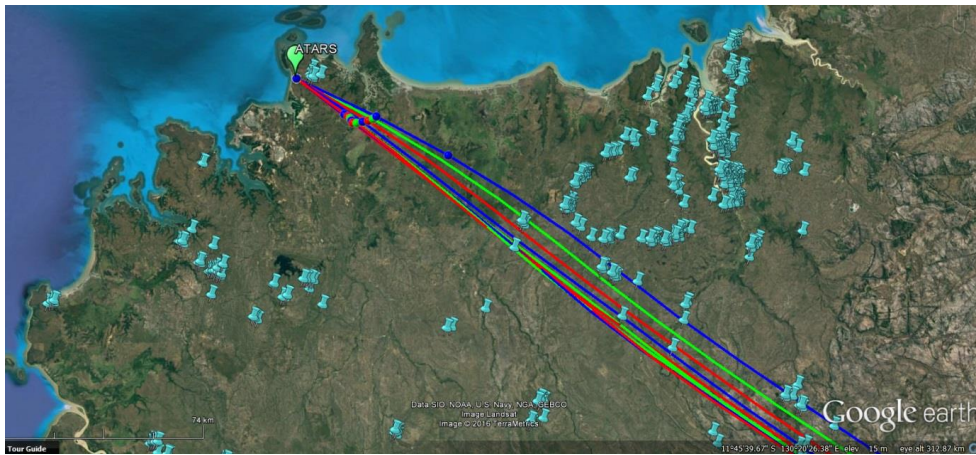 ATARS
Data SIO, NOAA, U.S. Navy, NGA, GEBCO
Image Landsat
Image © 2016 TerraMetrics
74 km
Google earth
Tour Guide
11°45'39.67" S 130°20'26.38" E elev 15 m eye alt 312.87 km